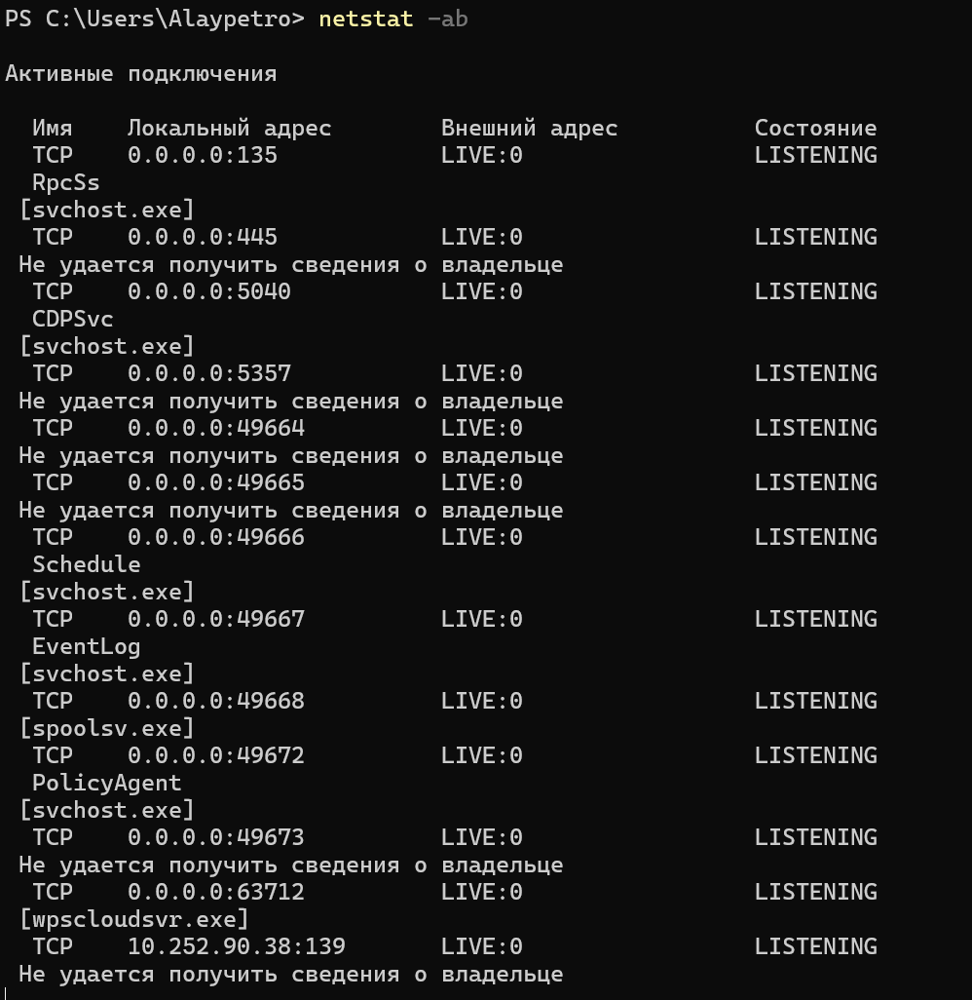 PS C:\Users\Alaypetro> netstat -ab
Активные подключения
Имя Локальный адрес Внешний адрес Состояние
TCP 0.0.0.0:135 LIVE:0 LISTENING
RpcSs
[svchost.exe]
TCP 0.0.0.0:445 LIVE:0 LISTENING
Не удается получить сведения о владельце
TCP 0.0.0.0:5040 LIVE:0 LISTENING
CDPSvc
[svchost.exe]
TCP 0.0.0.0:5357 LIVE:0 LISTENING
Не удается получить сведения о владельце
TCP 0.0.0.0:49664 LIVE:0 LISTENING
Не удается получить сведения о владельце
TCP 0.0.0.0:49665 LIVE:0 LISTENING
Не удается получить сведения о владельце
TCP 0.0.0.0:49666 LIVE:0 LISTENING
Schedule
[svchost.exe]
TCP 0.0.0.0:49667 LIVE:0 LISTENING
EventLog
[svchost.exe]
TCP 0.0.0.0:49668 LIVE:0 LISTENING
[spoolsv.exe]
TCP 0.0.0.0:49672 LIVE:0 LISTENING
PolicyAgent
[svchost.exe]
TCP 0.0.0.0:49673 LIVE:0 LISTENING
Не удается получить сведения о владельце
TCP 0.0.0.0:63712 LIVE:0 LISTENING
[wpscloudsvr.exe]
TCP 10.252.90.38:139 LIVE:0 LISTENING
Не удается получить сведения о владельце